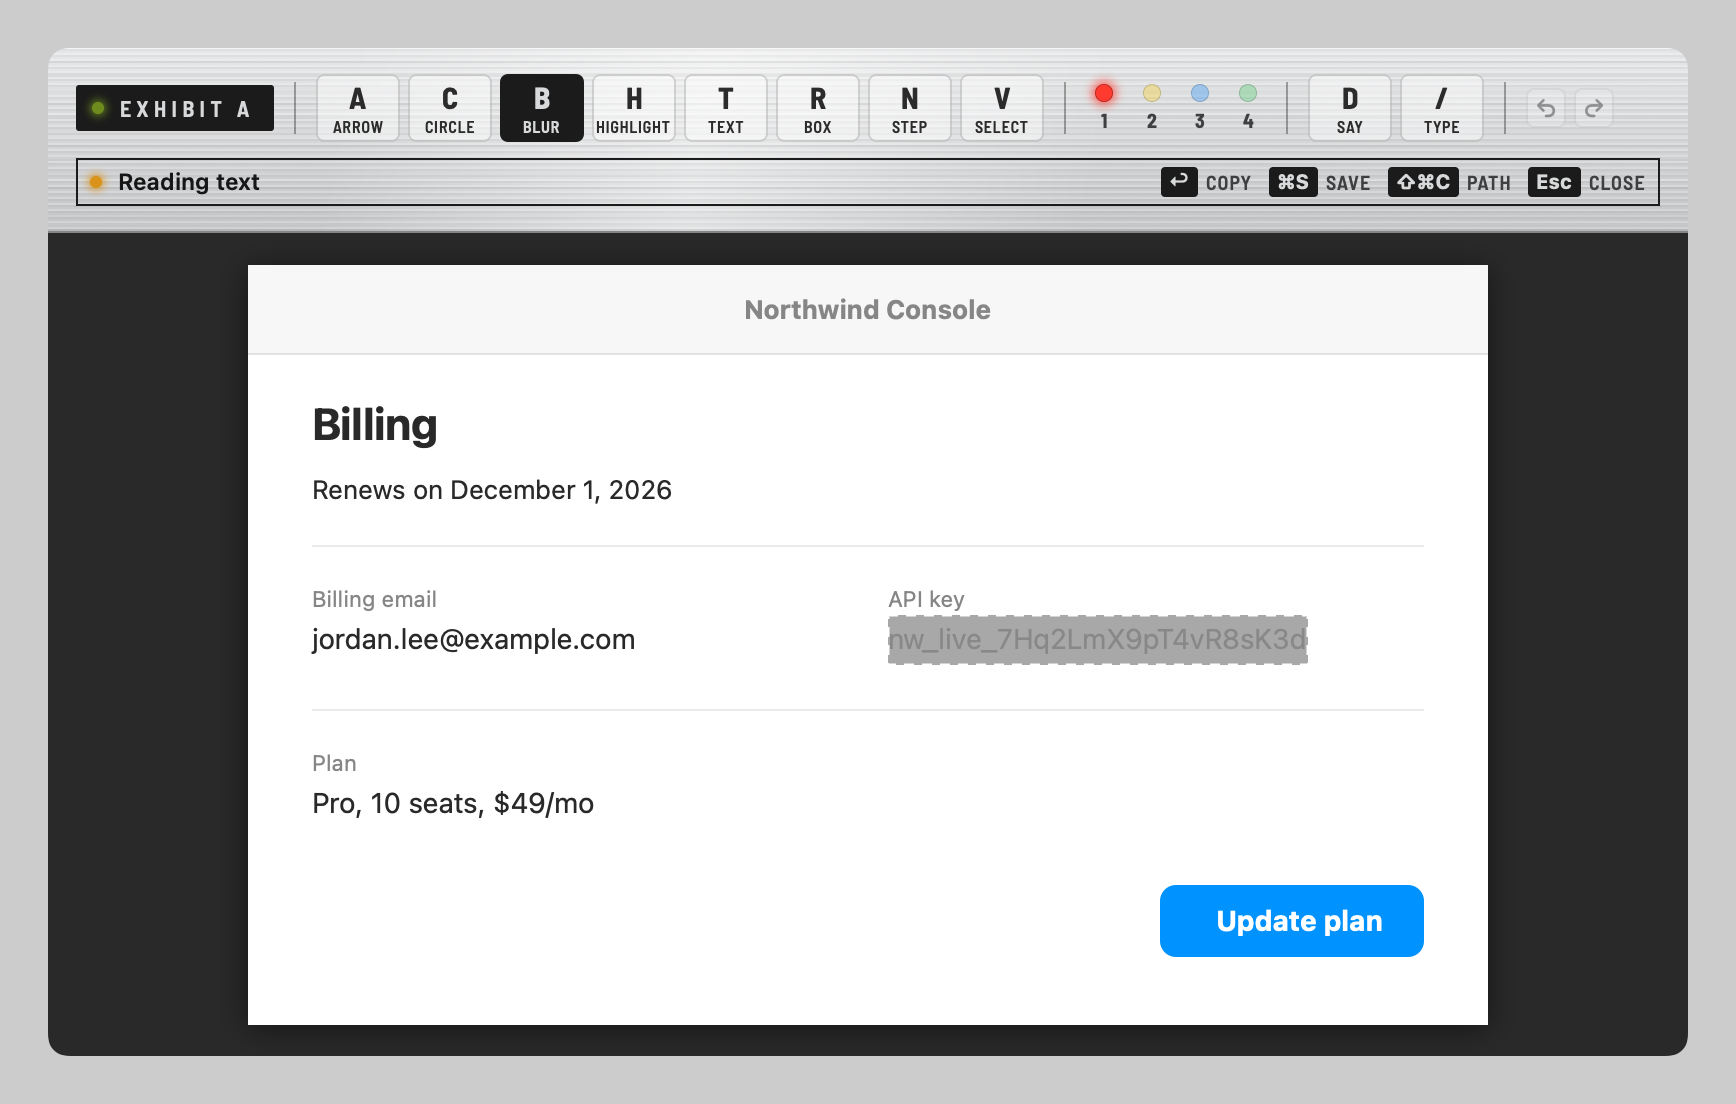 EXHIBIT A
A ARROW
C CIRCLE
B BLUR
H HIGHLIGHT
T TEXT
R BOX
N STEP
V SELECT
1 2 3 4
D SAY
/ TYPE
Reading text
↩ COPY ⌘S SAVE ⇧⌘C PATH Esc CLOSE
Northwind Console
Billing
Renews on December 1, 2026
Billing email
jordan.lee@example.com
API key
nw_live_7Hq2LmX9pT4vR8sK3d
Plan
Pro, 10 seats, $49/mo
Update plan